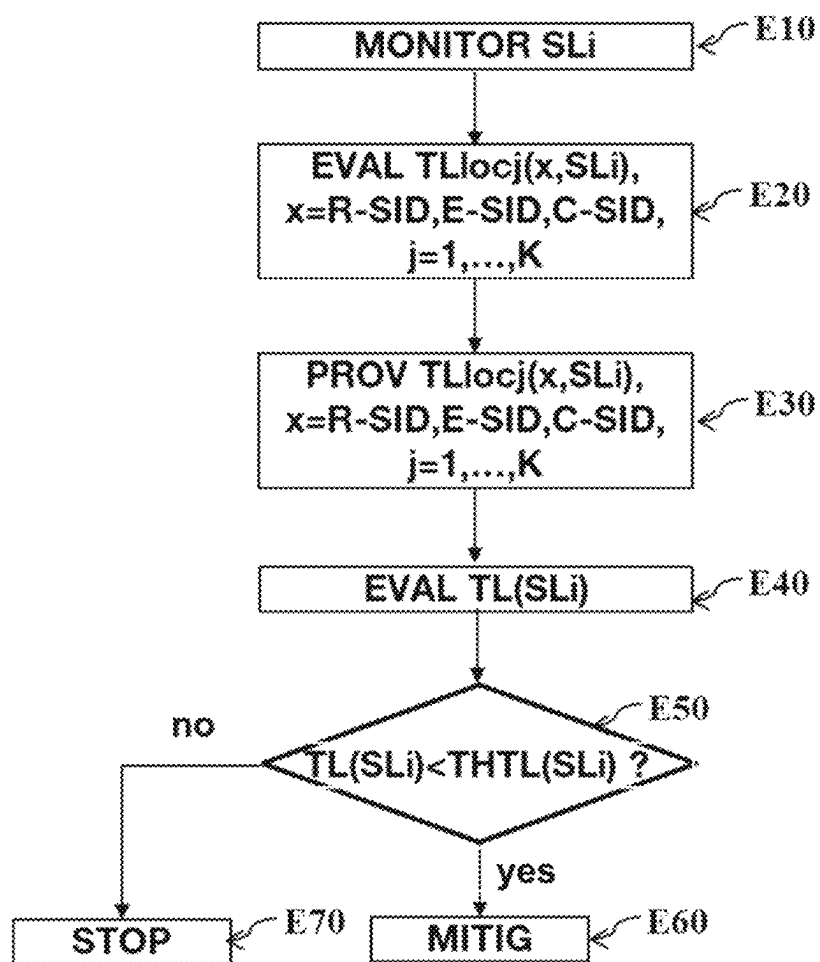 MONITOR SLi
E10
EVAL TLlocj(x,SLi),
x=R-SID,E-SID,C-SID,
j=1,...,K
E20
PROV TLlocj(x,SLi),
x=R-SID,E-SID,C-SID,
j=1,...,K
E30
EVAL TL(SLi)
E40
E50
TL(SLi)<THTL(SLi) ?
no
yes
STOP
E70
MITIG
E60